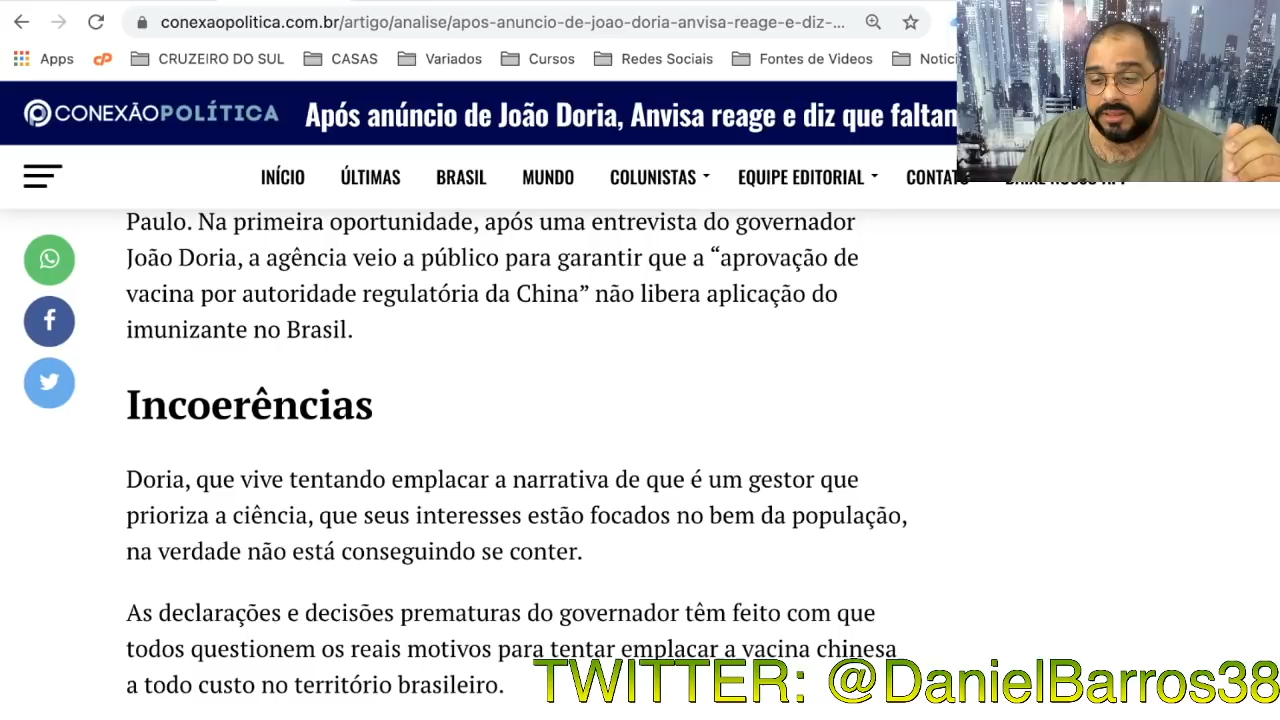 conexaopolitica.com.br/artigo/analise/apos-anuncio-de-joao-doria-anvisa-reage-e-diz-...
Apps CP CRUZEIRO DO SUL CASAS Variados Cursos Redes Sociais Fontes de Videos
CONEXÃOPOLÍTICA Após anúncio de João Doria, Anvisa reage e diz que faltam
INÍCIO ÚLTIMAS BRASIL MUNDO COLUNISTAS EQUIPE EDITORIAL CONTATO
Paulo. Na primeira oportunidade, após uma entrevista do governador
João Doria, a agência veio a público para garantir que a “aprovação de
vacina por autoridade regulatória da China” não libera aplicação do
imunizante no Brasil.
Incoerências
Doria, que vive tentando emplacar a narrativa de que é um gestor que
prioriza a ciência, que seus interesses estão focados no bem da população,
na verdade não está conseguindo se conter.
As declarações e decisões prematuras do governador têm feito com que
todos questionem os reais motivos para tentar emplacar a vacina chinesa
a todo custo no território brasileiro.
TWITTER: @DanielBarros38